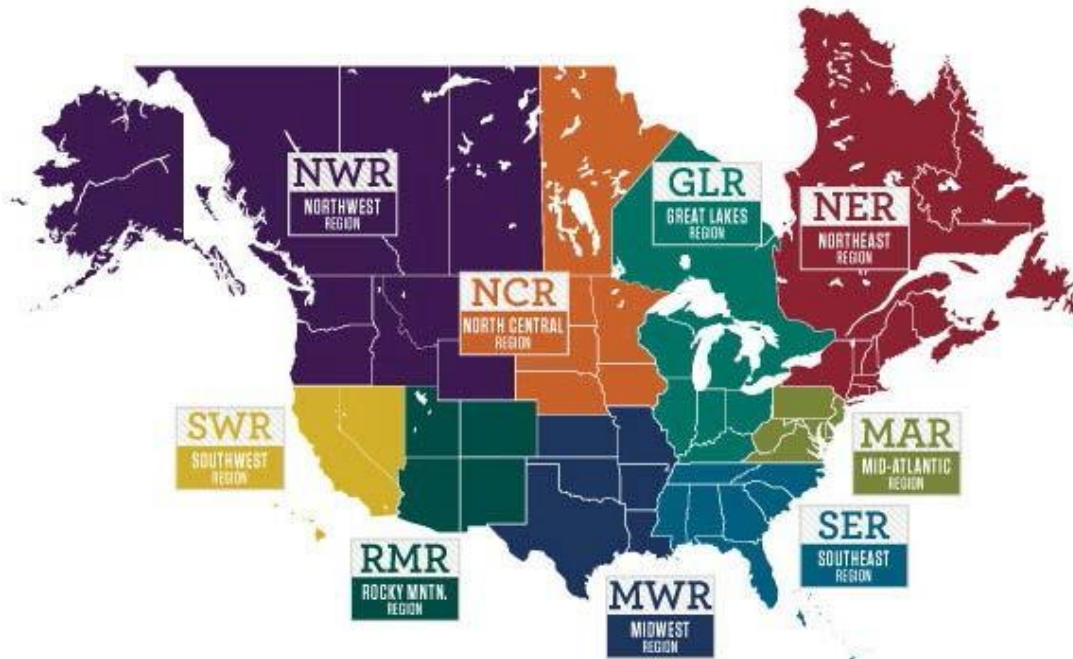 NWR
NORTHWEST
REGION
GLR
GREAT LAKES
REGION
NER
NORTHEAST
REGION
NCR
NORTH CENTRAL
REGION
SWR
SOUTHWEST
REGION
MAR
MID-ATLANTIC
REGION
SER
SOUTHEAST
REGION
RMR
ROCKY MNTN.
REGION
MWR
MIDWEST
REGION